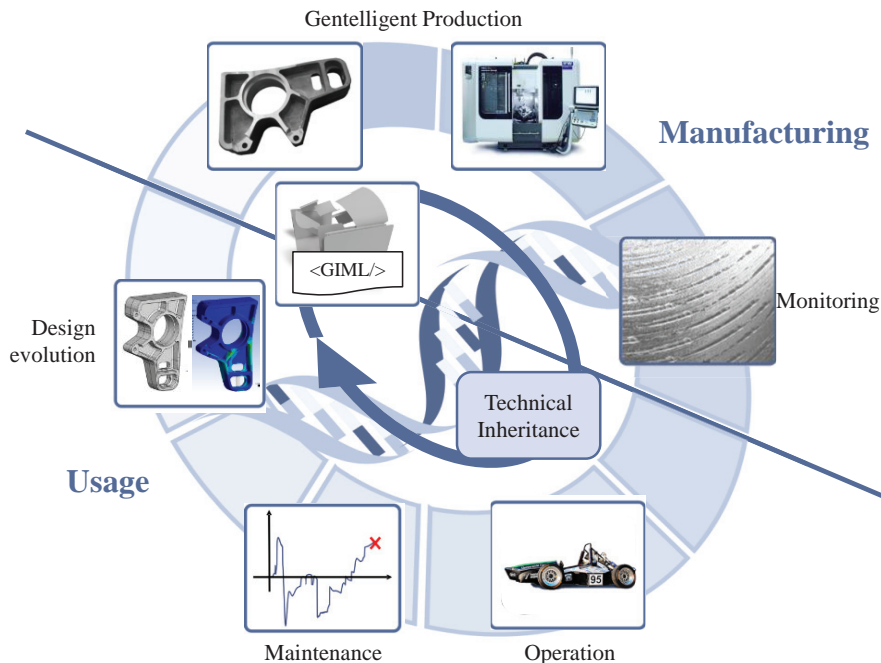 Gentelligent Production
Manufacturing
<GIML/>
Monitoring
Design
evolution
Technical
Inheritance
Usage
95
Maintenance
Operation